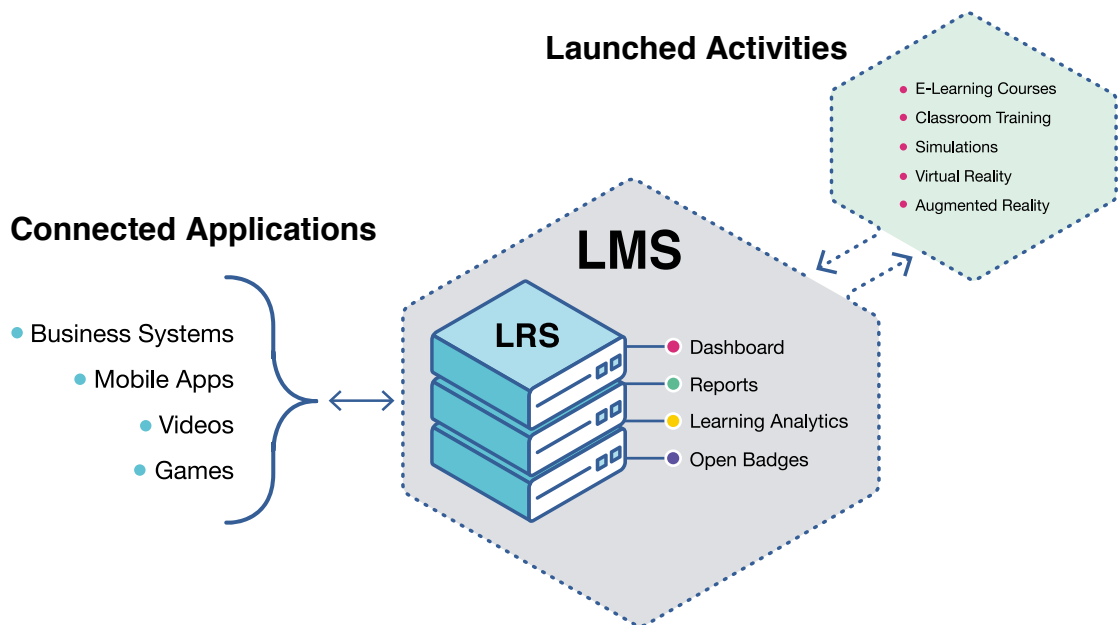 Launched Activities
E-Learning Courses
Classroom Training
Simulations
Virtual Reality
Augmented Reality
Connected Applications
Business Systems
Mobile Apps
Videos
Games
LMS
LRS
Dashboard
Reports
Learning Analytics
Open Badges